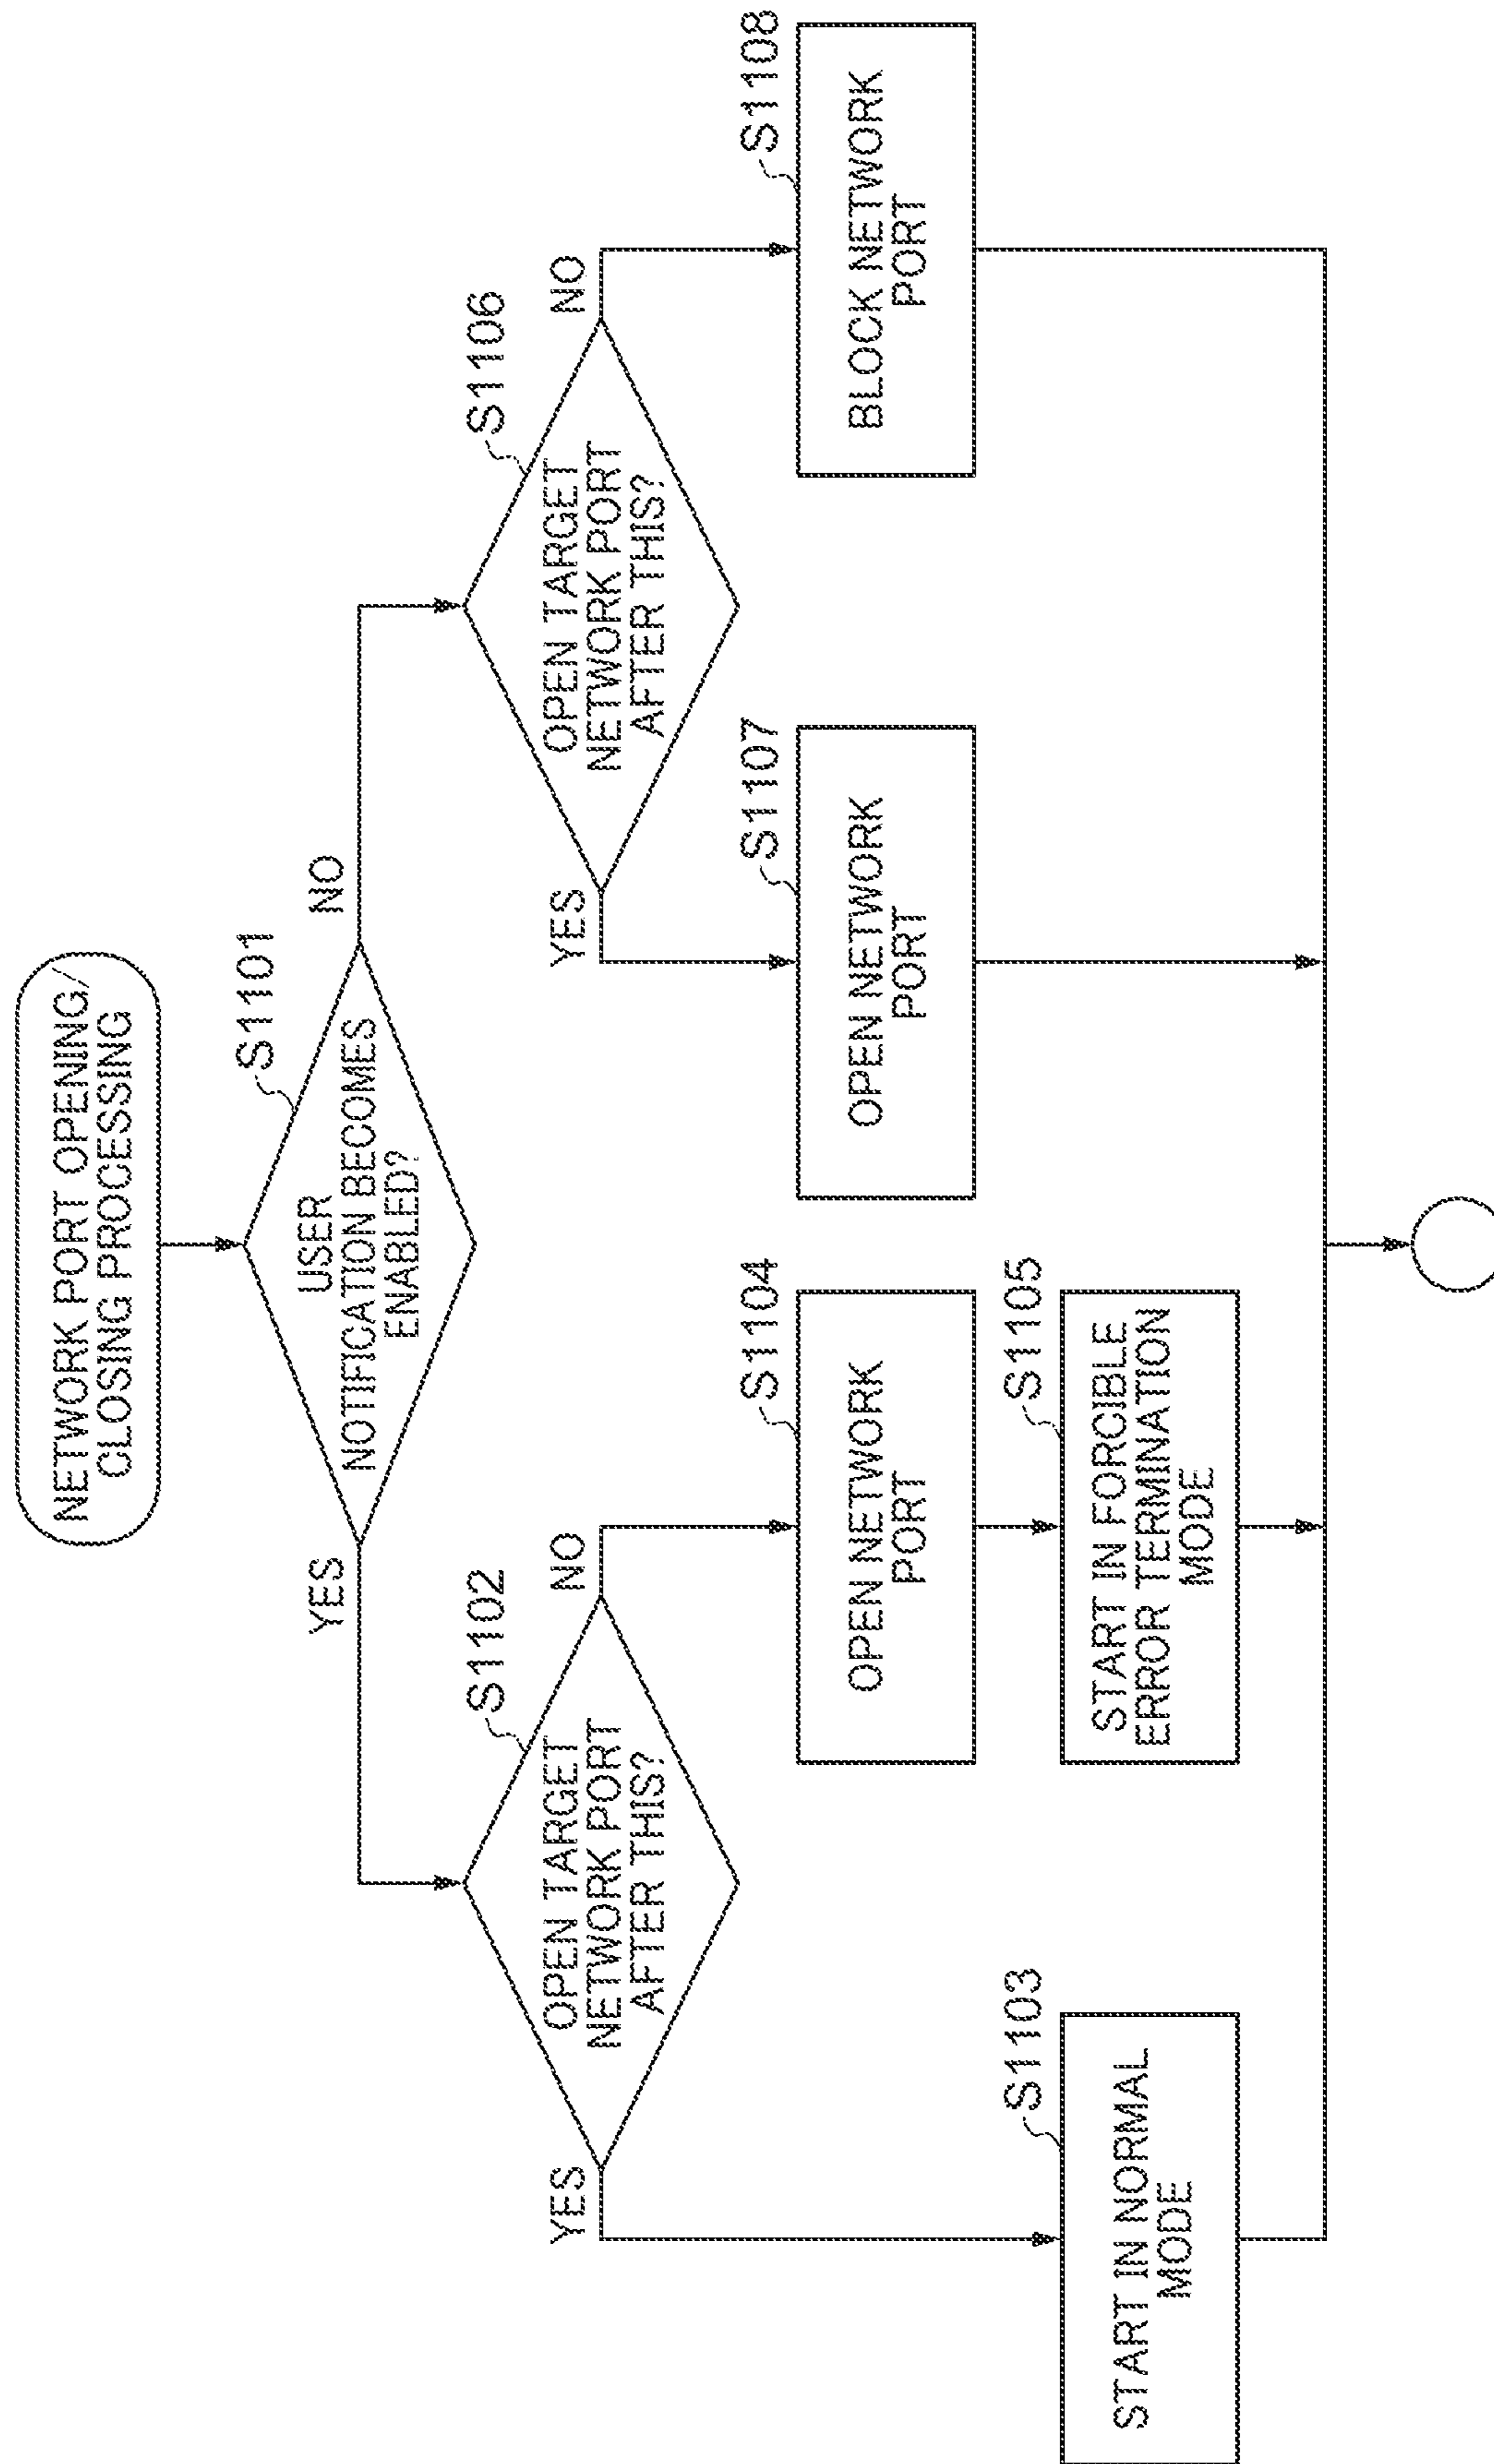 NETWORK PORT OPENING/
CLOSING PROCESSING
S1101
USER
NOTIFICATION BECOMES
ENABLED?
YES
NO
S1102
OPEN TARGET
NETWORK PORT
AFTER THIS?
YES
NO
S1106
OPEN TARGET
NETWORK PORT
AFTER THIS?
YES
NO
S1104
OPEN NETWORK
PORT
S1107
OPEN NETWORK
PORT
S1108
BLOCK NETWORK
PORT
S1103
START IN NORMAL
MODE
S1105
START IN FORCIBLE
ERROR TERMINATION
MODE